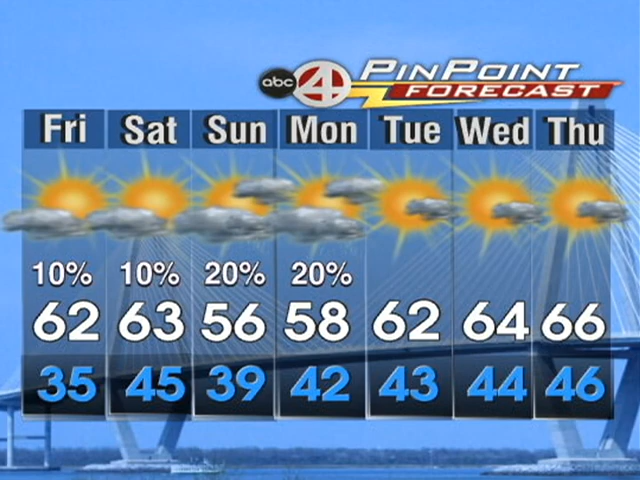 abc 4 PINPOINT
FORECAST
Fri Sat Sun Mon Tue Wed Thu
10% 10% 20% 20%
62 63 56 58 62 64 66
35 45 39 42 43 44 46